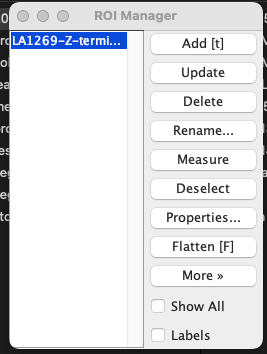 ROI Manager
LA1269-Z-termi...
Add [t]
Update
Delete
Rename...
Measure
Deselect
Properties...
Flatten [F]
More »
Show All
Labels